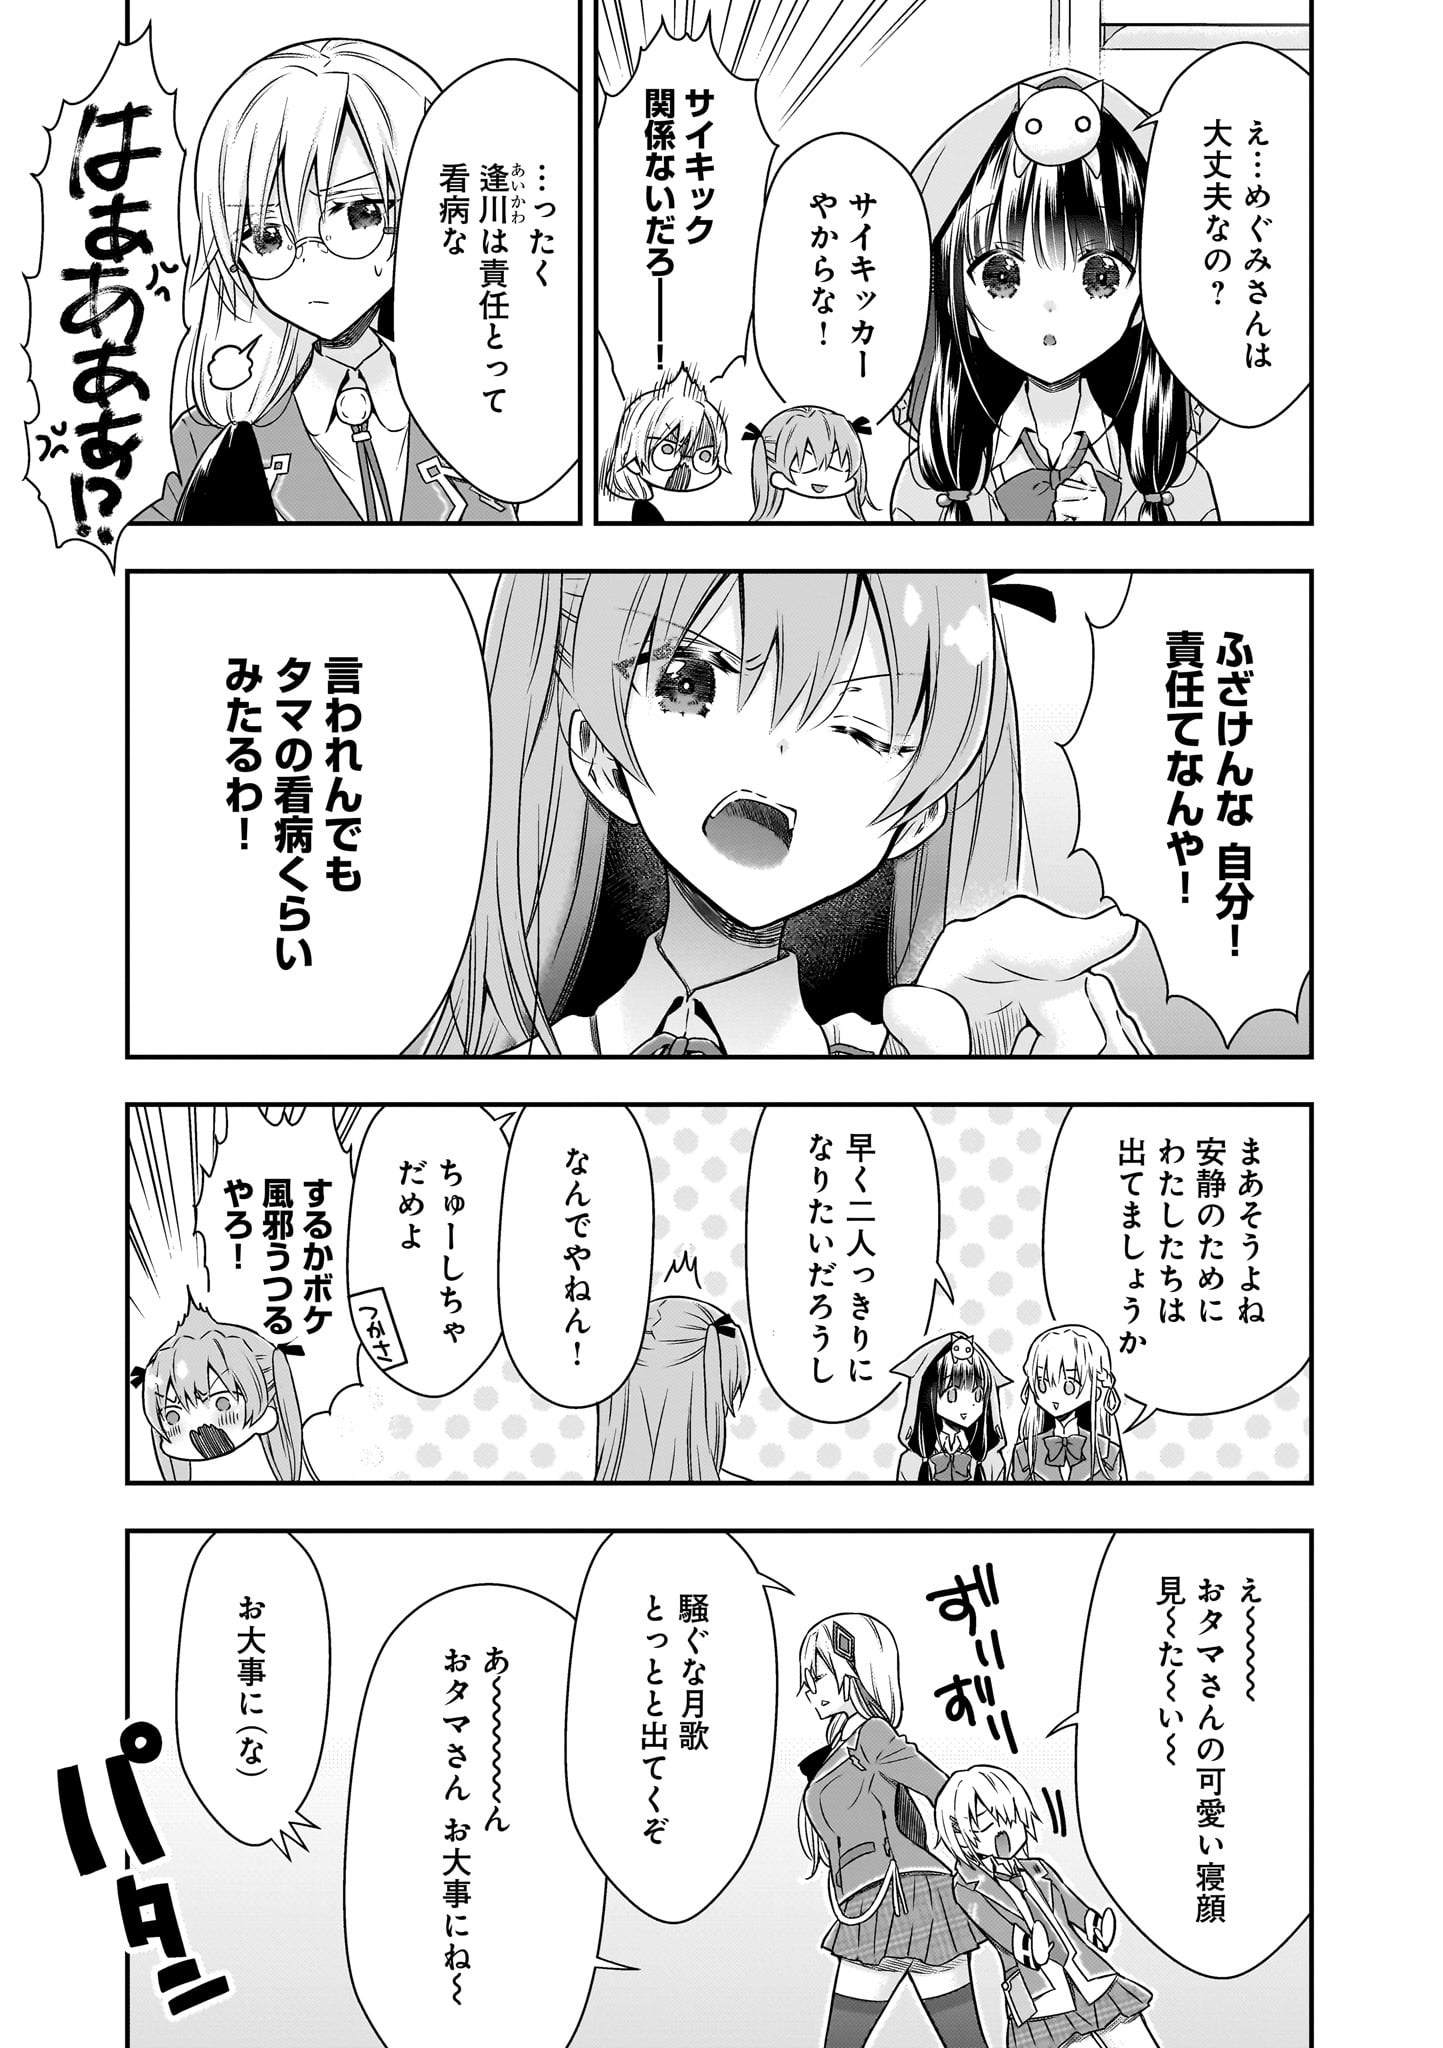 え…めぐみさんは
大丈夫なの？
サイキッカー
やからな！
サイキック
関係ないだろ――！
…ったく
逢川は責任とって
あいかわ
看病な
はああああ!?
ふざけんな 自分！
責任てなんや！
言われんでも
タマの看病くらい
みたるわ！
まあそうよね
安静のために
わたしたちは
出てましょうか
早く二人っきりに
なりたいだろうし
なんでやねん！
ちゅーしちゃ
だめよ
つかさ
するかボケ
風邪うつる
やろ！
え～～～～
おタマさんの可愛い寝顔
見～た～い～
ずりずり
騒ぐな月歌
とっとと出てくぞ
あ～～～～～ん
おタマさん お大事にね～
お大事に（な）
パタン